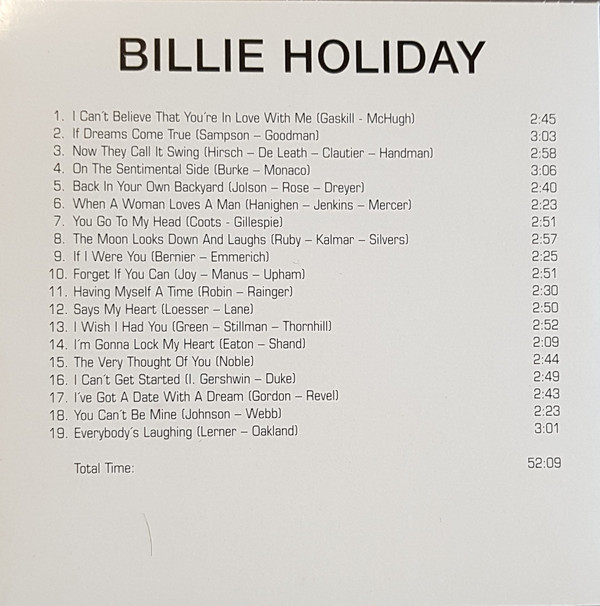 BILLIE HOLIDAY
1. I Can't Believe That You're In Love With Me (Gaskill - McHugh) 2:45
2. If Dreams Come True (Sampson – Goodman) 3:03
3. Now They Call It Swing (Hirsch – De Leath – Clautier – Handman) 2:58
4. On The Sentimental Side (Burke – Monaco) 3:06
5. Back In Your Own Backyard (Jolson – Rose – Dreyer) 2:40
6. When A Woman Loves A Man (Hanighen – Jenkins – Mercer) 2:23
7. You Go To My Head (Coots - Gillespie) 2:51
8. The Moon Looks Down And Laughs (Ruby – Kalmar – Silvers) 2:57
9. If I Were You (Bernier – Emmerich) 2:25
10. Forget If You Can (Joy – Manus – Upham) 2:51
11. Having Myself A Time (Robin – Rainger) 2:30
12. Says My Heart (Loesser – Lane) 2:50
13. I Wish I Had You (Green – Stillman – Thornhill) 2:52
14. I'm Gonna Lock My Heart (Eaton – Shand) 2:09
15. The Very Thought Of You (Noble) 2:44
16. I Can't Get Started (I. Gershwin – Duke) 2:49
17. I've Got A Date With A Dream (Gordon – Revel) 2:43
18. You Can't Be Mine (Johnson – Webb) 2:23
19. Everybody's Laughing (Lerner – Oakland) 3:01
Total Time: 52:09